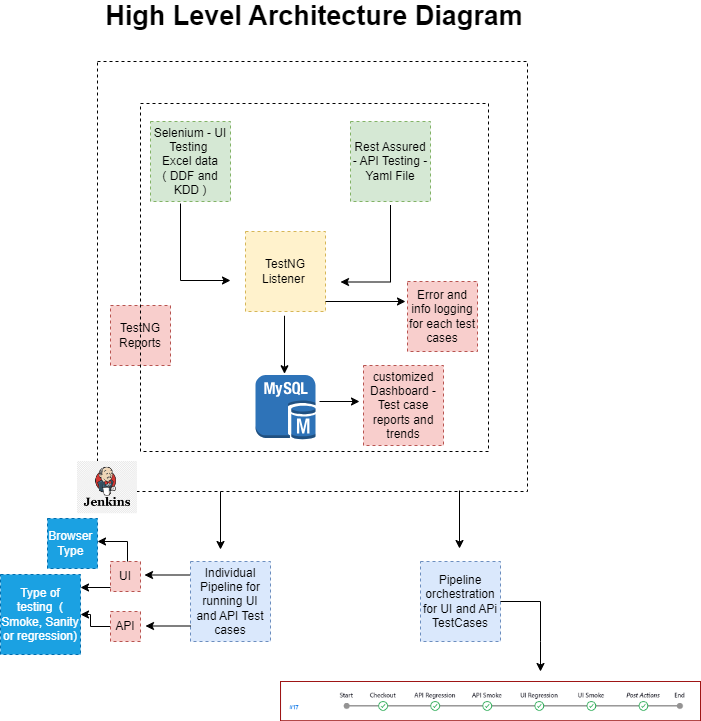 High Level Architecture Diagram
Selenium - UI
Testing
Excel data
( DDF and
KDD )
Rest Assured
- API Testing -
Yaml File
TestNG
Listener
Error and
info logging
for each test
cases
TestNG
Reports
MySQL
M
customized
Dashboard -
Test case
reports and
trends
Jenkins
Browser
Type
UI
Type of
testing (
Smoke, Sanity
or regression)
API
Individual
Pipeline for
running UI
and API Test
cases
Pipeline
orchestration
for UI and APi
TestCases
Start Checkout API Regression API Smoke UI Regression UI Smoke Post Actions End
#17